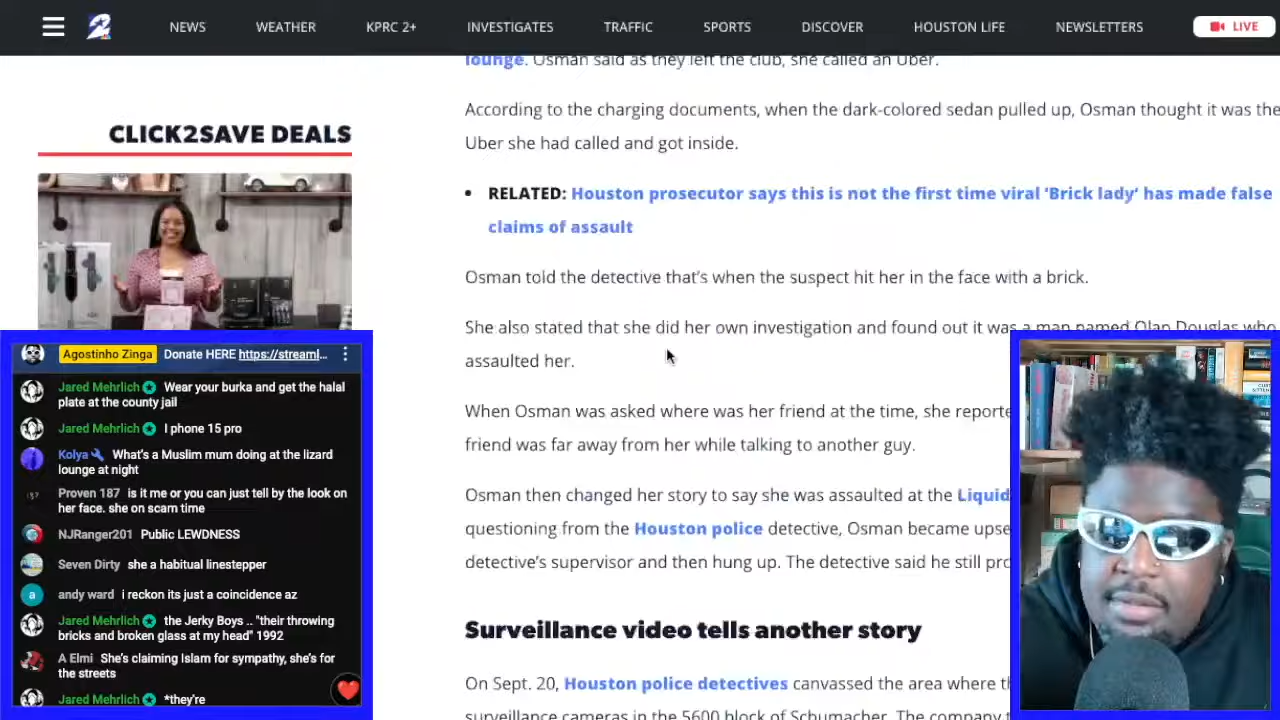 2
NEWS
WEATHER
KPRC 2+
INVESTIGATES
TRAFFIC
SPORTS
DISCOVER
HOUSTON LIFE
NEWSLETTERS
LIVE
lounge. Osman said as they left the club, she called an Uber.
According to the charging documents, when the dark-colored sedan pulled up, Osman thought it was the
Uber she had called and got inside.
• RELATED: Houston prosecutor says this is not the first time viral ‘Brick lady’ has made false
claims of assault
Osman told the detective that’s when the suspect hit her in the face with a brick.
She also stated that she did her own investigation and found out it was a man named Olan Douglas who
assaulted her.
When Osman was asked where was her friend at the time, she reporte
friend was far away from her while talking to another guy.
Osman then changed her story to say she was assaulted at the Liquid
questioning from the Houston police detective, Osman became upse
detective’s supervisor and then hung up. The detective said he still pro
Surveillance video tells another story
On Sept. 20, Houston police detectives canvassed the area where th
surveillance cameras in the 5600 block of Schumacher. The company t
CLICK2SAVE DEALS
Agostinho Zinga Donate HERE https://streaml...
Jared Mehrlich Wear your burka and get the halal
plate at the county jail
Jared Mehrlich I phone 15 pro
Kolya What's a Muslim mum doing at the lizard
lounge at night
Proven 187 is it me or you can just tell by the look on
her face. she on scam time
NJRanger201 Public LEWDNESS
Seven Dirty she a habitual linestepper
andy ward i reckon its just a coincidence az
Jared Mehrlich the Jerky Boys .. "their throwing
bricks and broken glass at my head" 1992
A Elmi She's claiming Islam for sympathy, she's for
the streets
Jared Mehrlich *they're